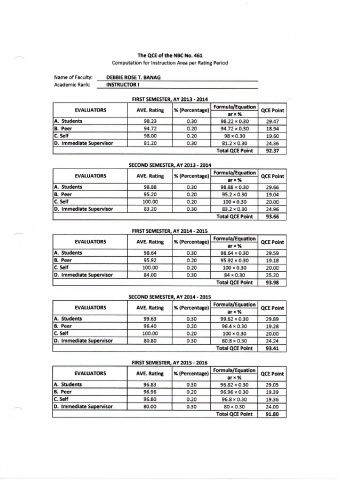 The QCE of the NBC No. 461
Computation for Instruction Area per Rating Period
Name of Faculty: DEBBIE ROSE T. BANAG
Academic Rank: INSTRUCTOR I
FIRST SEMESTER, AY 2013 - 2014
EVALUATORS AVE. Rating % (Percentage) Formula/Equation ar × % QCE Point
A. Students 98.23 0.30 98.22 × 0.30 29.47
B. Peer 94.72 0.20 94.72 × 0.30 18.94
C. Self 98.00 0.20 98 × 0.30 19.60
D. Immediate Supervisor 81.20 0.30 81.2 × 0.30 24.36
Total QCE Point 92.37
SECOND SEMESTER, AY 2013 - 2014
EVALUATORS AVE. Rating % (Percentage) Formula/Equation ar × % QCE Point
A. Students 98.88 0.30 98.88 × 0.30 29.66
B. Peer 95.20 0.20 95.2 × 0.30 19.04
C. Self 100.00 0.20 100 × 0.30 20.00
D. Immediate Supervisor 83.20 0.30 83.2 × 0.30 24.96
Total QCE Point 93.66
FIRST SEMESTER, AY 2014 - 2015
EVALUATORS AVE. Rating % (Percentage) Formula/Equation ar × % QCE Point
A. Students 98.64 0.30 98.64 × 0.30 29.59
B. Peer 95.92 0.20 95.92 × 0.30 19.18
C. Self 100.00 0.20 100 × 0.30 20.00
D. Immediate Supervisor 84.00 0.30 84 × 0.30 25.20
Total QCE Point 93.98
SECOND SEMESTER, AY 2014 - 2015
EVALUATORS AVE. Rating % (Percentage) Formula/Equation ar × % QCE Point
A. Students 99.63 0.30 99.62 × 0.30 29.89
B. Peer 96.40 0.20 96.4 × 0.30 19.28
C. Self 100.00 0.20 100 × 0.30 20.00
D. Immediate Supervisor 80.80 0.30 80.8 × 0.30 24.24
Total QCE Point 93.41
FIRST SEMESTER, AY 2015 - 2016
EVALUATORS AVE. Rating % (Percentage) Formula/Equation ar × % QCE Point
A. Students 96.83 0.30 96.82 × 0.30 29.05
B. Peer 96.96 0.20 96.96 × 0.30 19.39
C. Self 96.80 0.20 96.8 × 0.30 19.36
D. Immediate Supervisor 80.00 0.30 80 × 0.30 24.00
Total QCE Point 91.80